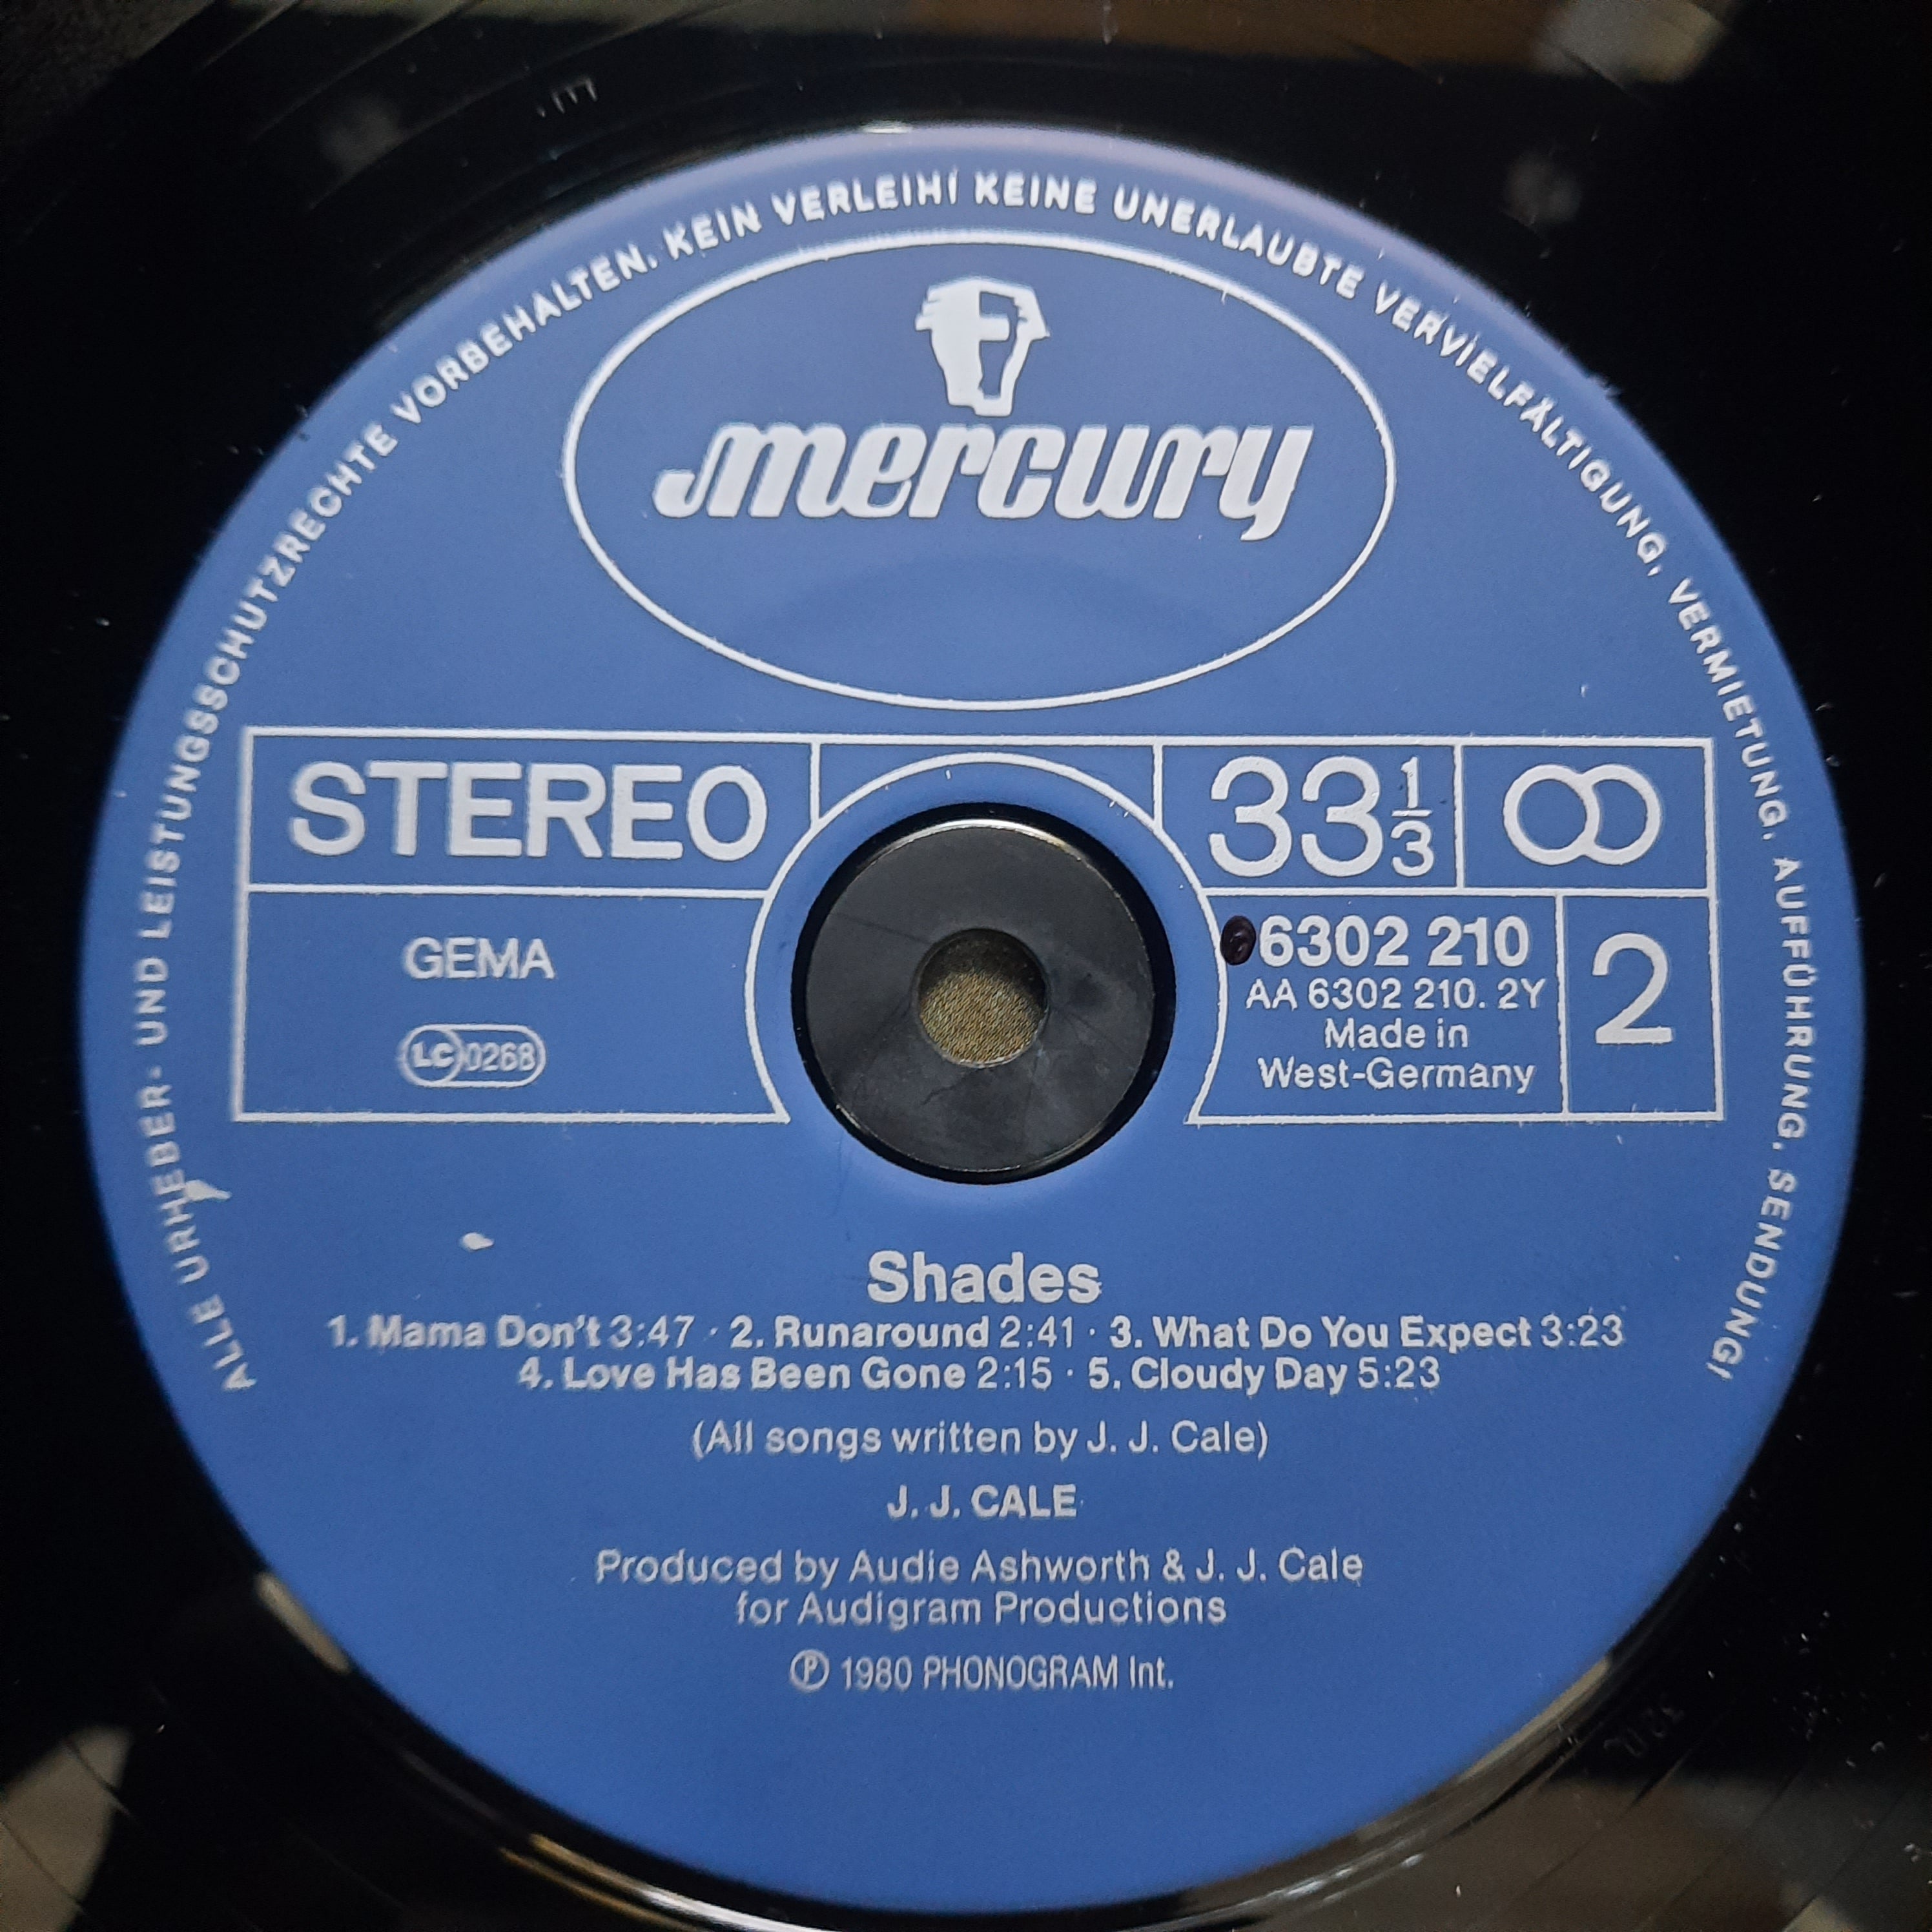 ALLE URHEBER- UND LEISTUNGSSCHUTZRECHTE VORBEHALTEN. KEIN VERLEIH! KEINE UNERLAUBTE VERVIELFÄLTIGUNG, VERMIETUNG, AUFFÜHRUNG, SENDUNG!
mercury
STEREO
33 1/3
GEMA
LC 0268
6302 210
AA 6302 210. 2Y
Made in
West-Germany
2
Shades
1. Mama Don't 3:47 · 2. Runaround 2:41 · 3. What Do You Expect 3:23
4. Love Has Been Gone 2:15 · 5. Cloudy Day 5:23
(All songs written by J. J. Cale)
J. J. CALE
Produced by Audie Ashworth & J. J. Cale
for Audigram Productions
℗ 1980 PHONOGRAM Int.